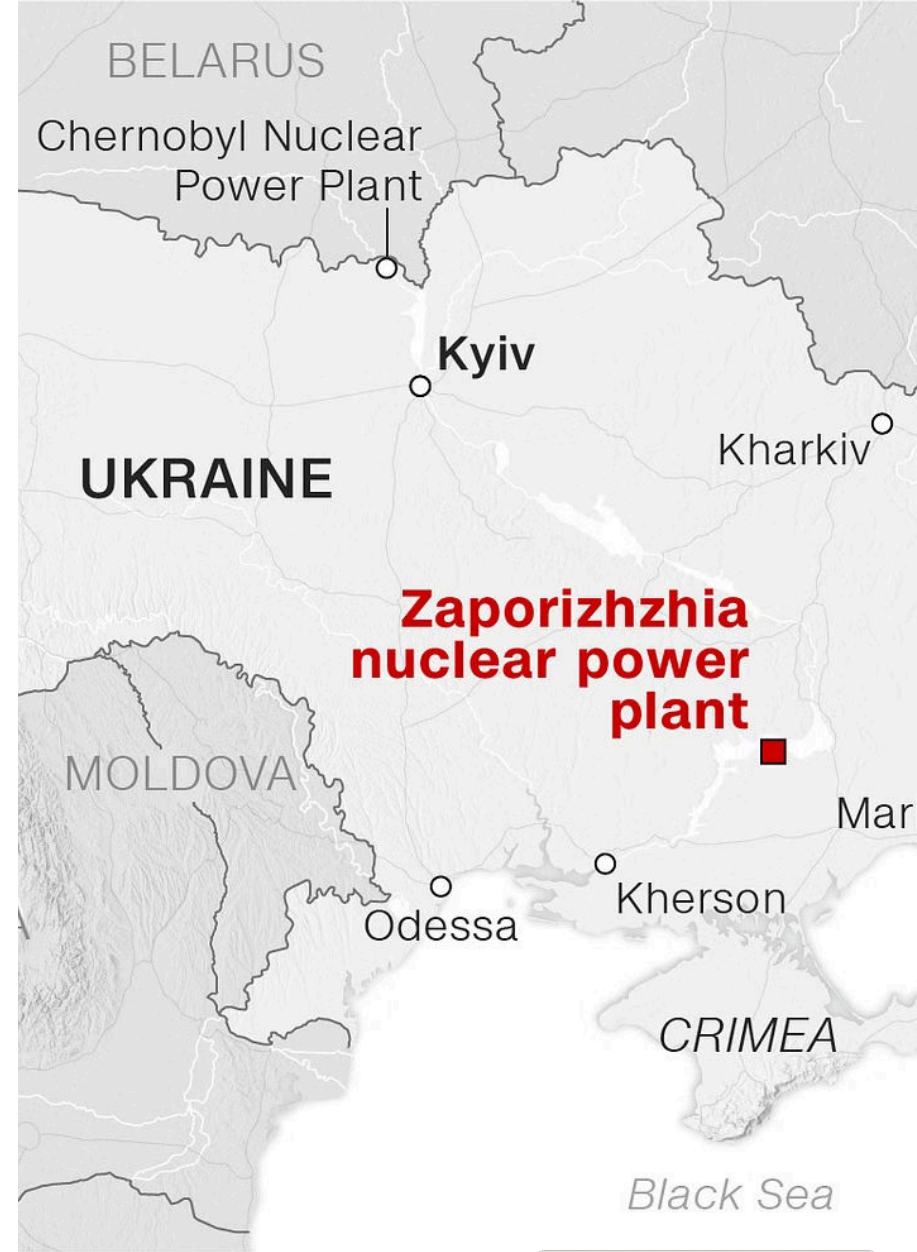 BELARUS
Chernobyl Nuclear
Power Plant
Kyiv
Kharkiv
UKRAINE
Zaporizhzhia
nuclear power
plant
MOLDOVA
Mar
Kherson
Odessa
CRIMEA
Black Sea